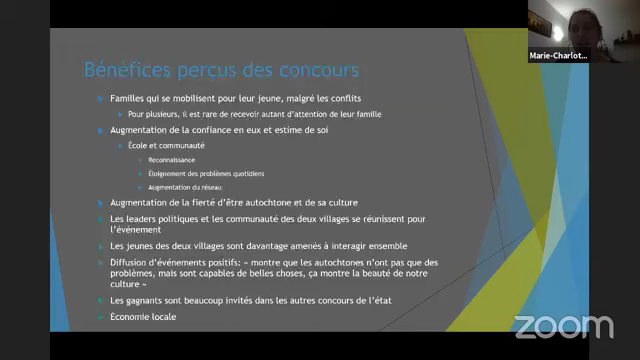 Bénéfices perçus des concours
Familles qui se mobilisent pour leur jeune, malgré les conflits
Pour plusieurs, il est rare de recevoir autant d'attention de leur famille
Augmentation de la confiance en eux et estime de soi
École et communauté
Reconnaissance
Éloignement des problèmes quotidiens
Augmentation du réseau
Augmentation de la fierté d'être autochtone et de sa culture
Les leaders politiques et les communauté des deux villages se réunissent pour
l'événement
Les jeunes des deux villages sont davantage amenés à interagir ensemble
Diffusion d'événements positifs: « montre que les autochtones n'ont pas que des
problèmes, mais sont capables de belles choses, ça montre la beauté de notre
culture «
Les gagnants sont beaucoup invités dans les autres concours de l'état
Économie locale
Marie-Charlot...
zoom